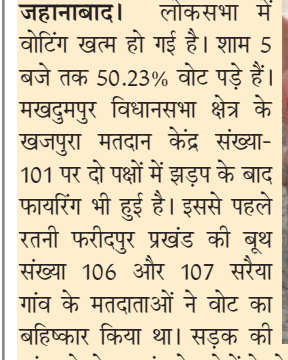 जहानाबाद। लोकसभा में
वोटिंग खत्म हो गई है। शाम 5
बजे तक 50.23% वोट पड़े हैं।
मखदुमपुर विधानसभा क्षेत्र के
खजपुरा मतदान केंद्र संख्या-
101 पर दो पक्षों में झड़प के बाद
फायरिंग भी हुई है। इससे पहले
रतनी फरीदपुर प्रखंड की बूथ
संख्या 106 और 107 सरैया
गांव के मतदाताओं ने वोट का
बहिष्कार किया था। सड़क की